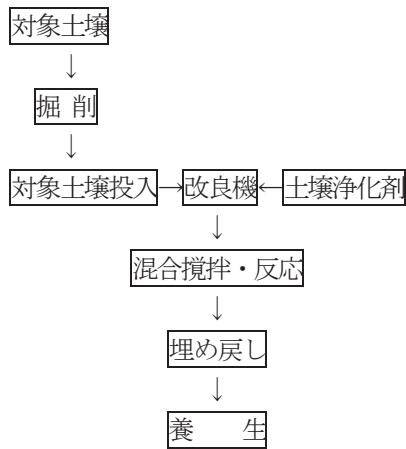 対象土壌
↓
掘 削
↓
対象土壌投入→改良機←土壌浄化剤
↓
混合撹拌・反応
↓
埋め戻し
↓
養　　生